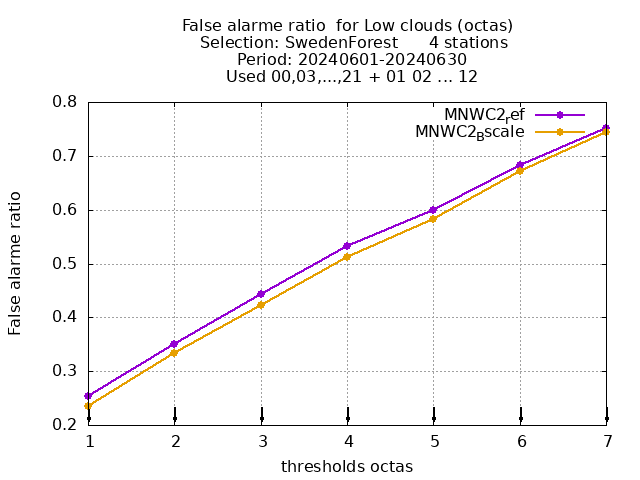 False alarme ratio  for Low clouds (octas)
Selection: SwedenForest      4 stations
Period: 20240601-20240630
Used 00,03,...,21 + 01 02 ... 12
MNWC2_ref
MNWC2_Bscale
0.8
0.7
0.6
0.5
0.4
0.3
0.2
False alarme ratio
1 2 3 4 5 6 7
thresholds octas